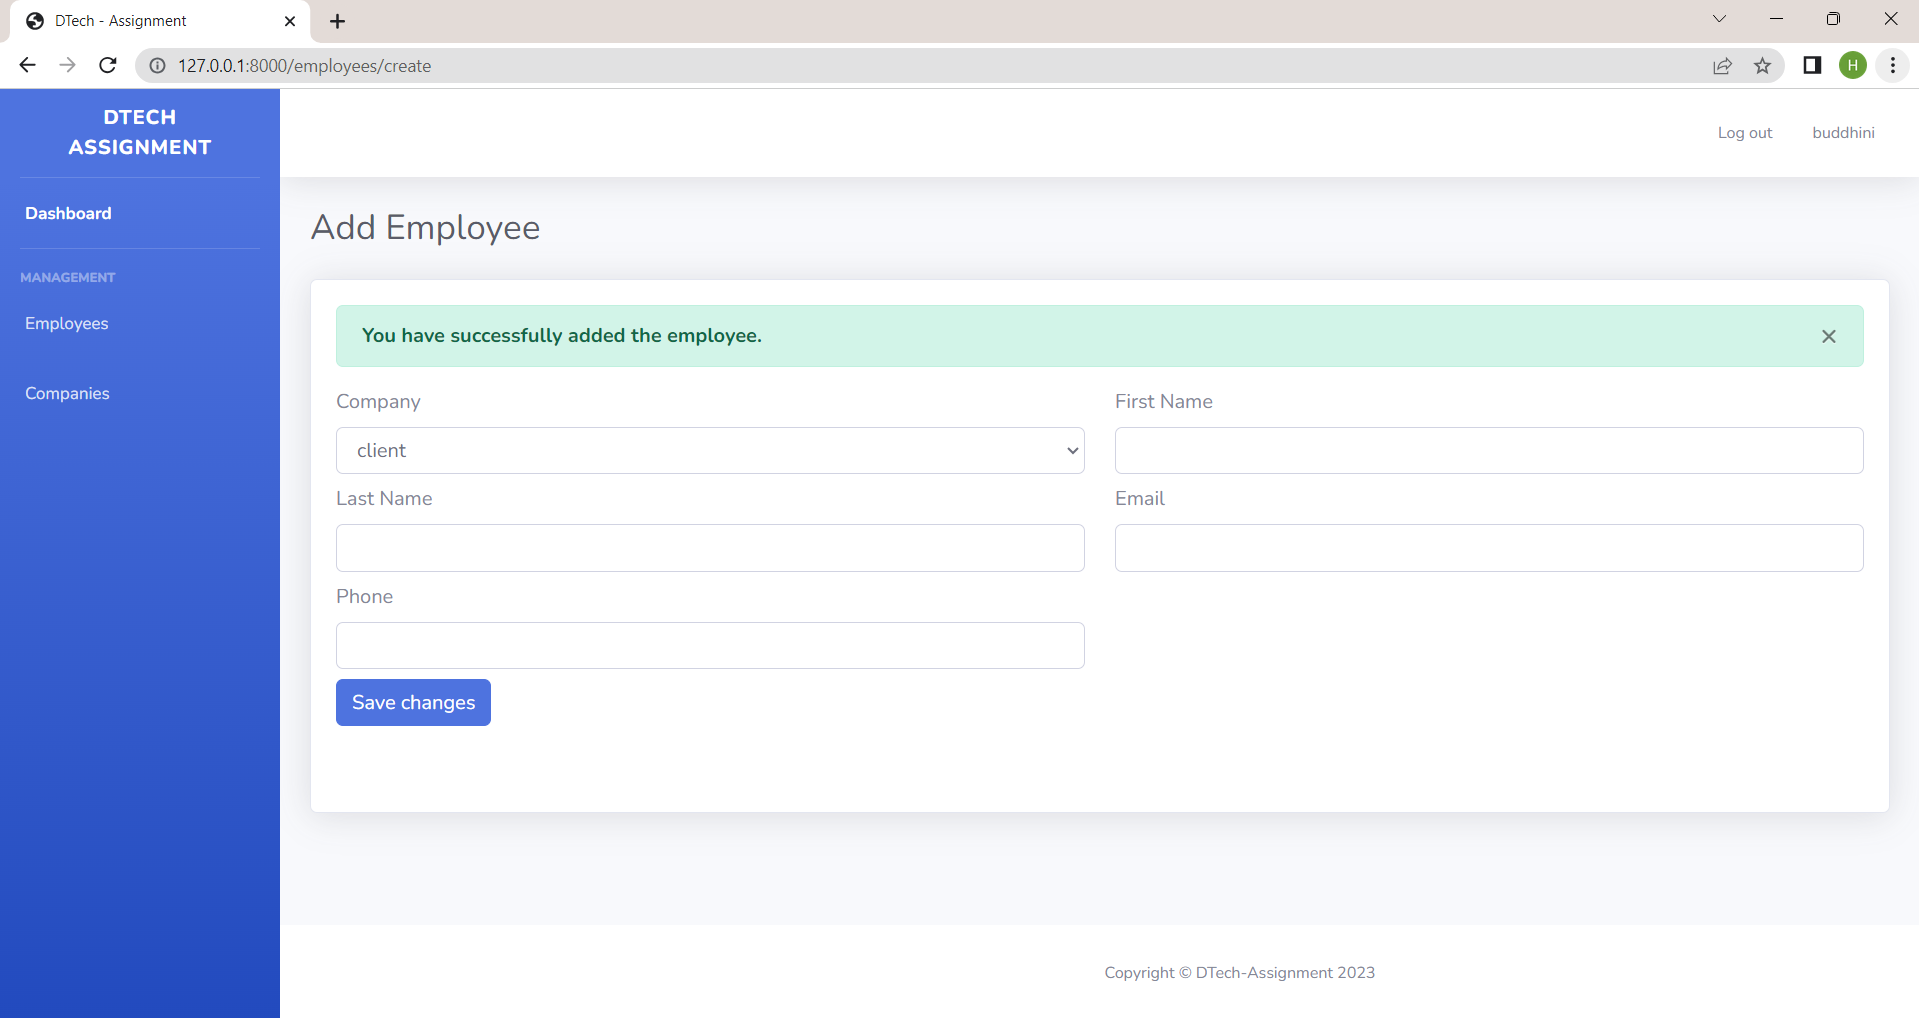 DTech - Assignment
127.0.0.1:8000/employees/create
H
DTECH
ASSIGNMENT
Log out
buddhini
Dashboard
MANAGEMENT
Employees
Companies
Add Employee
You have successfully added the employee.
Company
First Name
client
Last Name
Email
Phone
Save changes
Copyright © DTech-Assignment 2023